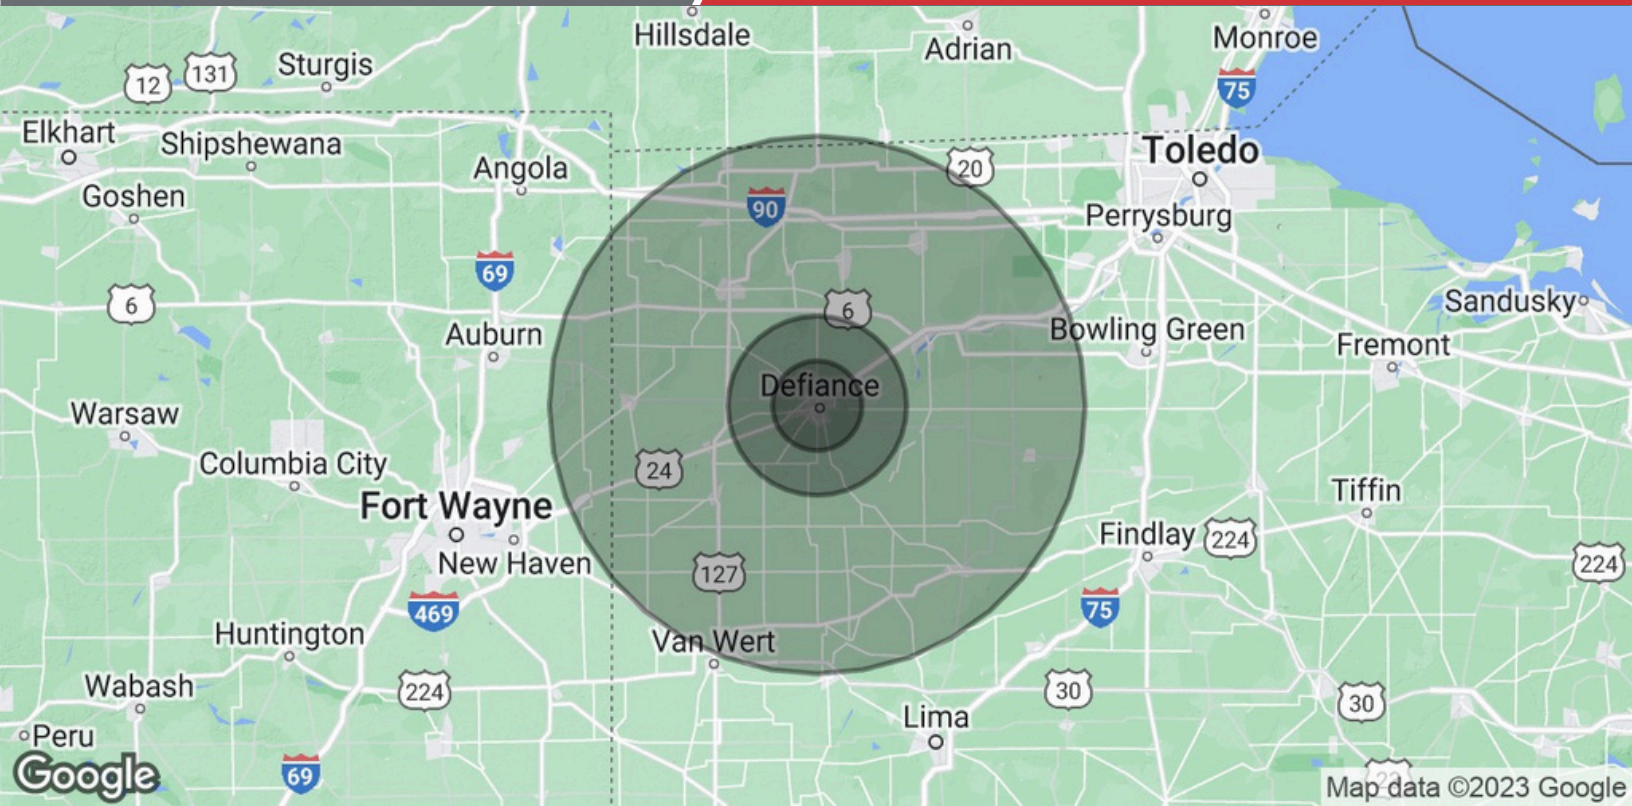 Hillsdale
Adrian
Monroe
12
131
Sturgis
75
Elkhart
Shipshewana
Angola
20
Toledo
Goshen
90
Perrysburg
69
6
6
Sandusky
Auburn
Bowling Green
Fremont
Defiance
Warsaw
Columbia City
24
Tiffin
Fort Wayne
Findlay
224
New Haven
127
224
469
75
Huntington
Van Wert
Wabash
224
30
30
Lima
Peru
Google
69
Map data ©2023 Google